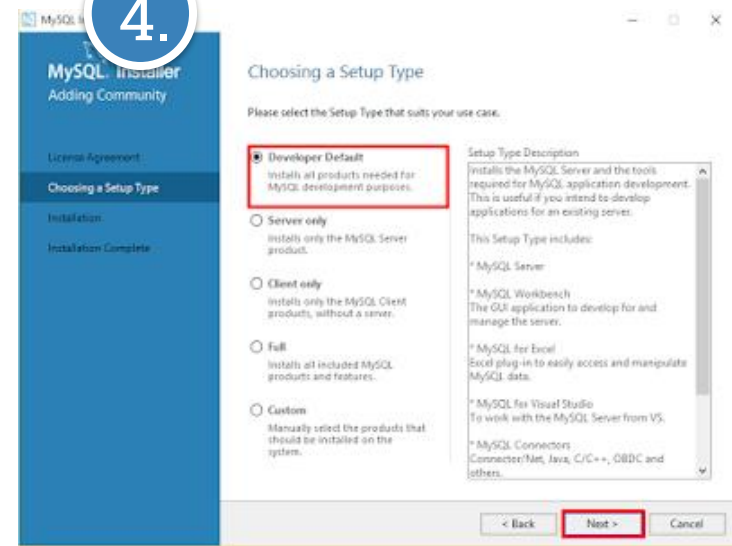 MySQL In
4.
MySQL. Installer
Adding Community
License Agreement
Choosing a Setup Type
Installation
Installation Complete
Choosing a Setup Type
Please select the Setup Type that suits your use case.
Developer Default
Installs all products needed for
MySQL development purposes.
Server only
Installs only the MySQL Server
product.
Client only
Installs only the MySQL Client
products, without a server.
Full
Installs all included MySQL
products and features.
Custom
Manually select the products that
should be installed on the
system.
Setup Type Description
Installs the MySQL Server and the tools
required for MySQL application development.
This is useful if you intend to develop
applications for an existing server.
This Setup Type includes:
* MySQL Server
* MySQL Workbench
The GUI application to develop for and
manage the server.
* MySQL for Excel
Excel plug-in to easily access and manipulate
MySQL data.
* MySQL for Visual Studio
To work with the MySQL Server from VS.
* MySQL Connectors
Connector/Net, Java, C/C++, OBDC and
others.
< Back
Next >
Cancel